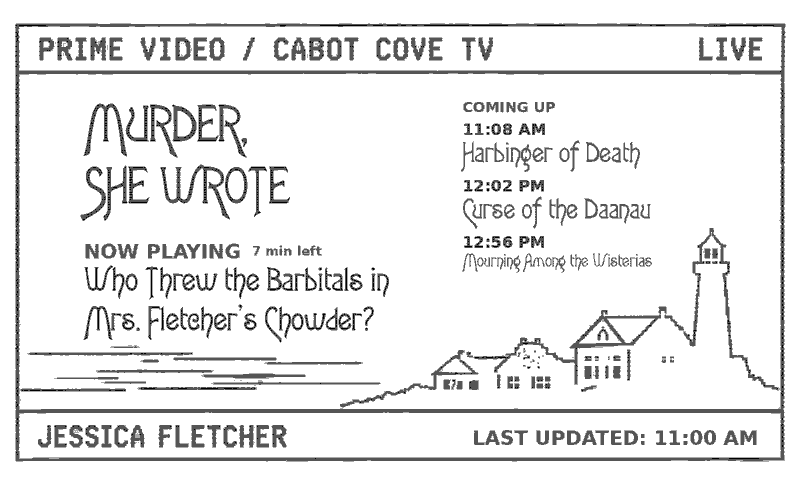 PRIME VIDEO / CABOT COVE TV
LIVE
MURDER,
SHE WROTE
NOW PLAYING 7 min left
Who Threw the Barbitals in
Mrs. Fletcher's Chowder?
COMING UP
11:08 AM
Harbinger of Death
12:02 PM
Curse of the Daanau
12:56 PM
Mourning Among the Wisterias
JESSICA FLETCHER
LAST UPDATED: 11:00 AM